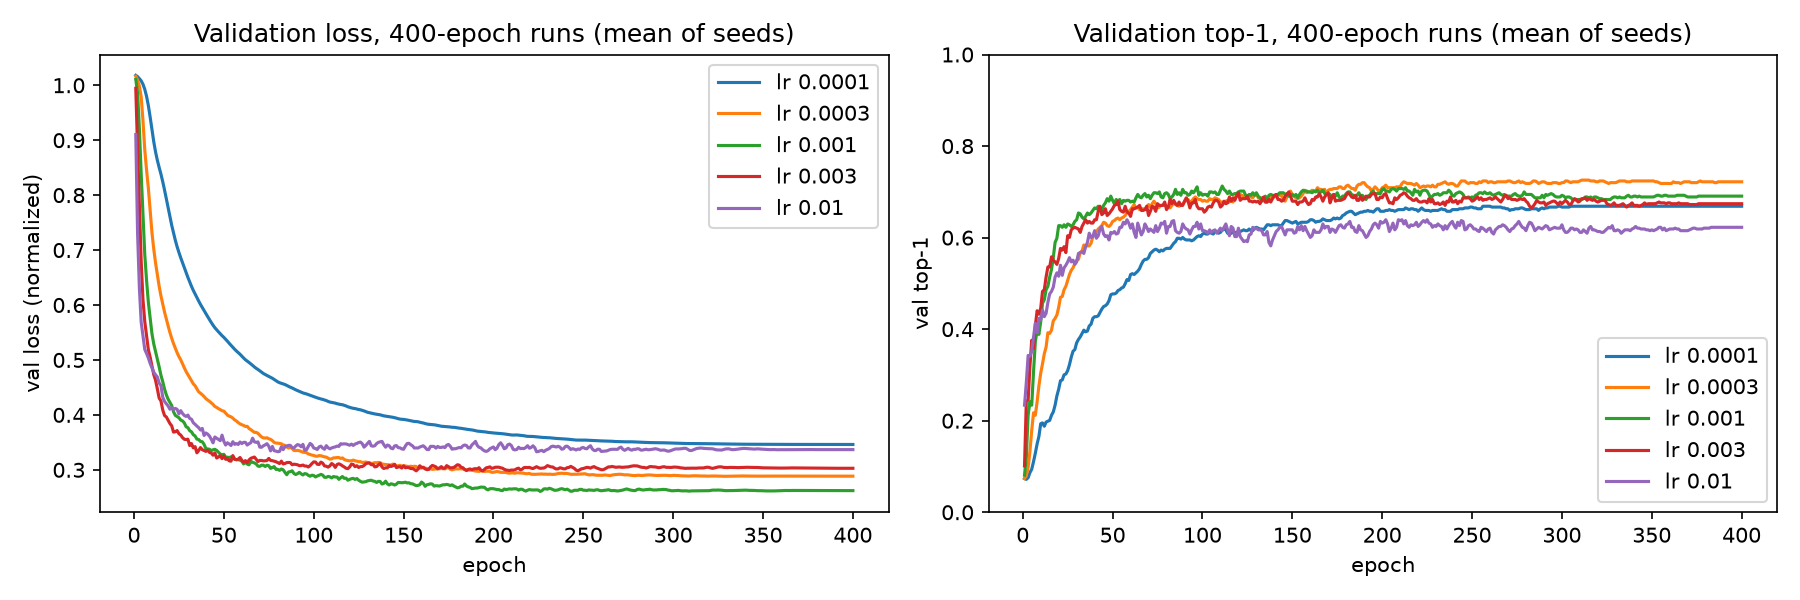 Validation loss, 400-epoch runs (mean of seeds)
val loss (normalized)
1.0
0.9
0.8
0.7
0.6
0.5
0.4
0.3
0
50
100
150
200
250
300
350
400
epoch
lr 0.0001
lr 0.0003
lr 0.001
lr 0.003
lr 0.01
Validation top-1, 400-epoch runs (mean of seeds)
val top-1
1.0
0.8
0.6
0.4
0.2
0.0
0
50
100
150
200
250
300
350
400
epoch
lr 0.0001
lr 0.0003
lr 0.001
lr 0.003
lr 0.01